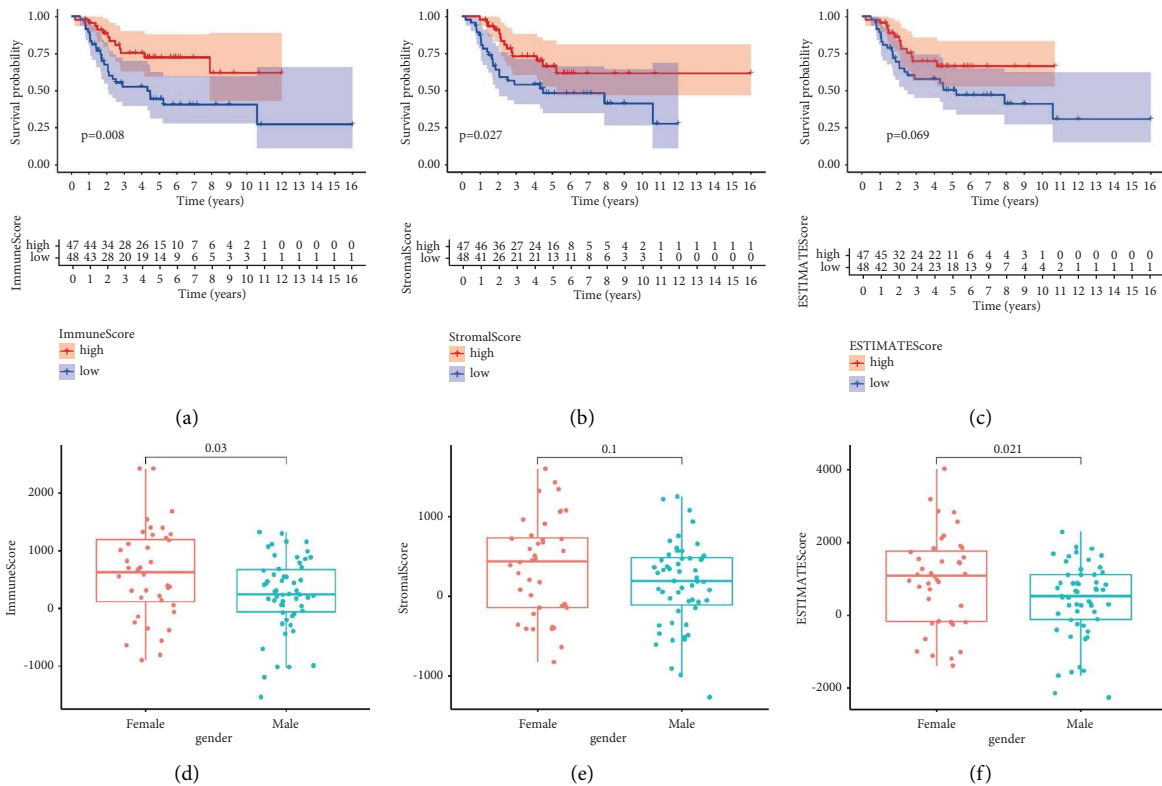 Survival probability
1.00
0.75
0.50
0.25
0.00
p=0.008
0 1 2 3 4 5 6 7 8 9 10 11 12 13 14 15 16
Time (years)
ImmuneScore
high 47 44 34 28 26 15 10 7 6 4 2 1 0 0 0 0 0
low 48 43 28 20 19 14 9 6 5 3 3 1 1 1 1 1 1
0 1 2 3 4 5 6 7 8 9 10 11 12 13 14 15 16
Time (years)
ImmuneScore
high
low
(a)
Survival probability
1.00
0.75
0.50
0.25
0.00
p=0.027
0 1 2 3 4 5 6 7 8 9 10 11 12 13 14 15 16
Time (years)
StromalScore
high 47 46 36 27 24 16 8 5 5 4 2 1 1 1 1 1 1
low 48 41 26 21 21 13 11 8 6 3 3 0 0 0 0 0 0
0 1 2 3 4 5 6 7 8 9 10 11 12 13 14 15 16
Time (years)
StromalScore
high
low
(b)
Survival probability
1.00
0.75
0.50
0.25
0.00
p=0.069
0 1 2 3 4 5 6 7 8 9 10 11 12 13 14 15 16
Time (years)
ESTIMATEScore
high 47 45 32 24 22 11 6 4 4 3 1 0 0 0 0 0 0
low 48 42 30 24 23 18 13 9 7 4 4 2 1 1 1 1 1
0 1 2 3 4 5 6 7 8 9 10 11 12 13 14 15 16
Time (years)
ESTIMATEScore
high
low
(c)
0.03
ImmuneScore
2000
1000
0
-1000
Female Male
gender
(d)
0.1
StromalScore
1000
0
-1000
Female Male
gender
(e)
0.021
ESTIMATEScore
4000
2000
0
-2000
Female Male
gender
(f)